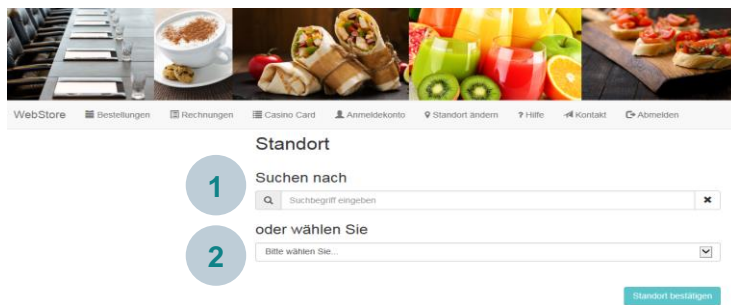 WebStore Bestellungen Rechnungen Casino Card Anmeldekonto Standort ändern ? Hilfe Kontakt Abmelden
Standort
1
Suchen nach
Suchbegriff eingeben
oder wählen Sie
2
Bitte wählen Sie...
Standort bestätigen